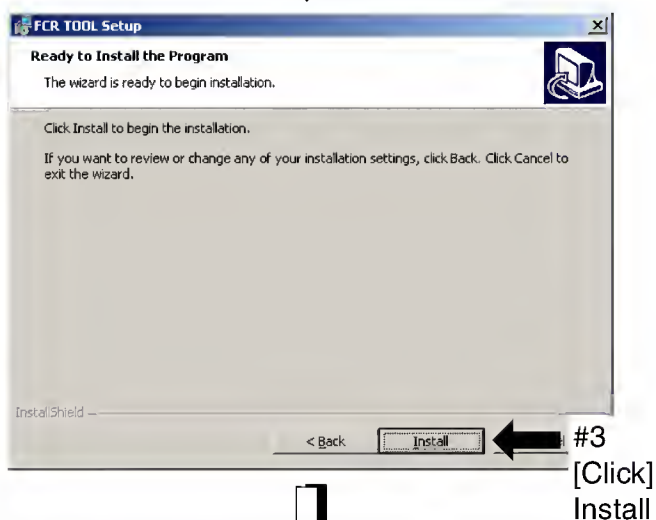 FCR TOOL Setup
Ready to Install the Program
The wizard is ready to begin installation.
Click Install to begin the installation.
If you want to review or change any of your installation settings, click Back. Click Cancel to
exit the wizard.
InstallShield
< Back
Install
#3
[Click]
Install